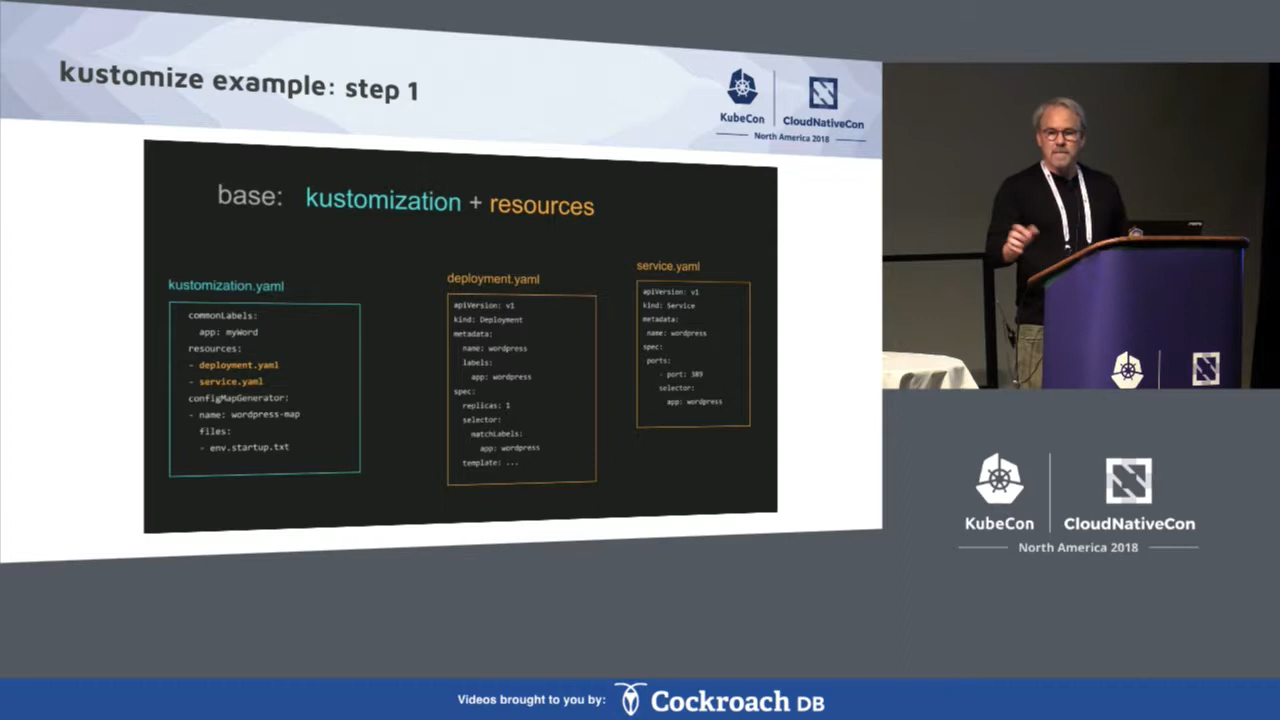 kustomize example: step 1
KubeCon
CloudNativeCon
North America 2018
base: kustomization + resources
kustomization.yaml
commonLabels:
app: myWord
resources:
- deployment.yaml
- service.yaml
configMapGenerator:
- name: wordpress-map
files:
- env.startup.txt
deployment.yaml
apiVersion: v1
kind: Deployment
metadata:
name: wordpress
labels:
app: wordpress
spec:
replicas: 1
selector:
matchLabels:
app: wordpress
template: ...
service.yaml
apiVersion: v1
kind: Service
metadata:
name: wordpress
spec:
ports:
- port: 389
selector:
app: wordpress
KubeCon
CloudNativeCon
North America 2018
Videos brought to you by:
Cockroach DB